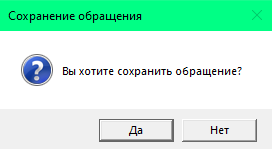 Сохранение обращения
Вы хотите сохранить обращение?
Да
Нет